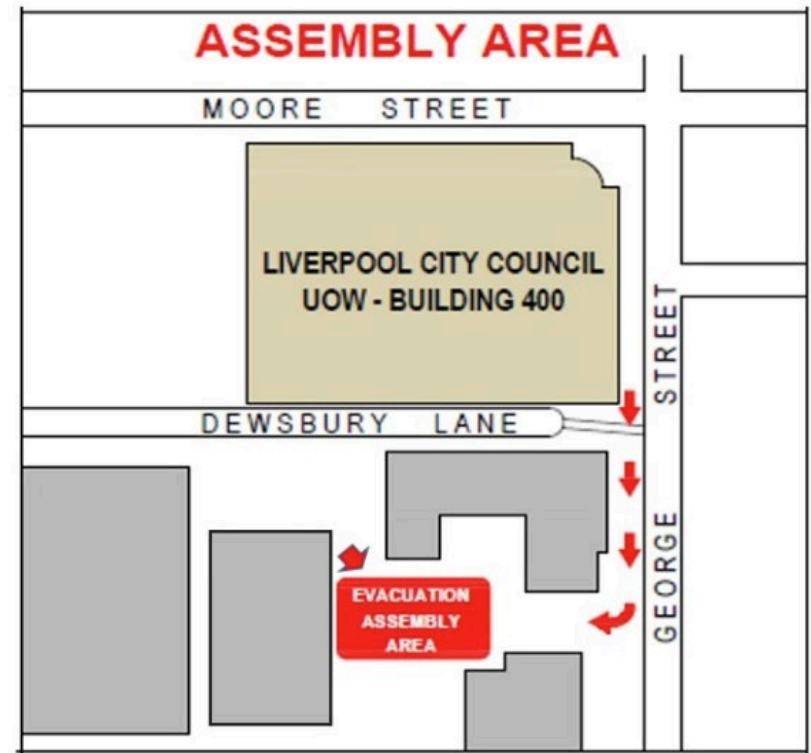 ASSEMBLY AREA
MOORE STREET
LIVERPOOL CITY COUNCIL
UOW - BUILDING 400
DEWSBURY LANE
GEORGE STREET
EVACUATION
ASSEMBLY
AREA